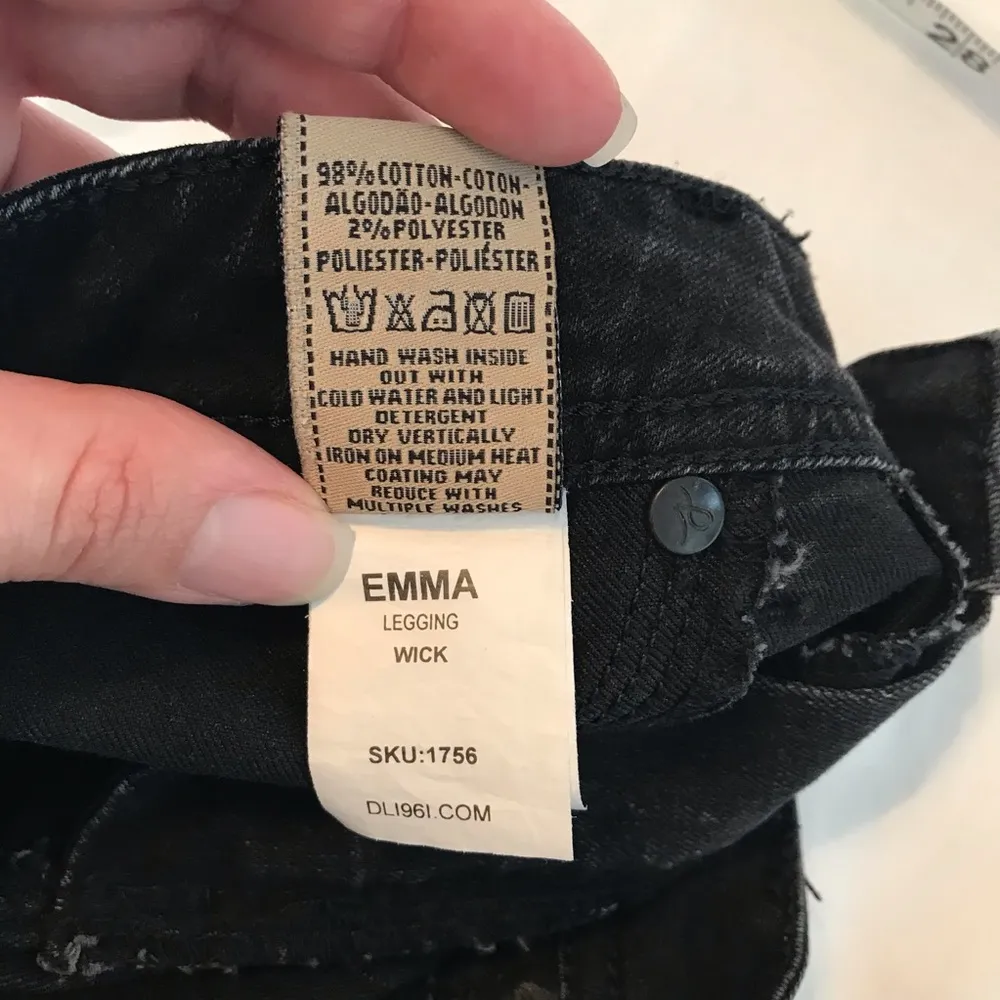 28
98% COTTON-COTON-
ALGODÃO-ALGODON
2% POLYESTER
POLIESTER-POLIÉSTER
HAND WASH INSIDE
OUT WITH
COLD WATER AND LIGHT
DETERGENT
DRY VERTICALLY
IRON ON MEDIUM HEAT
COATING MAY
REDUCE WITH
MULTIPLE WASHES
EMMA
LEGGING
WICK
SKU:1756
DL1961.COM